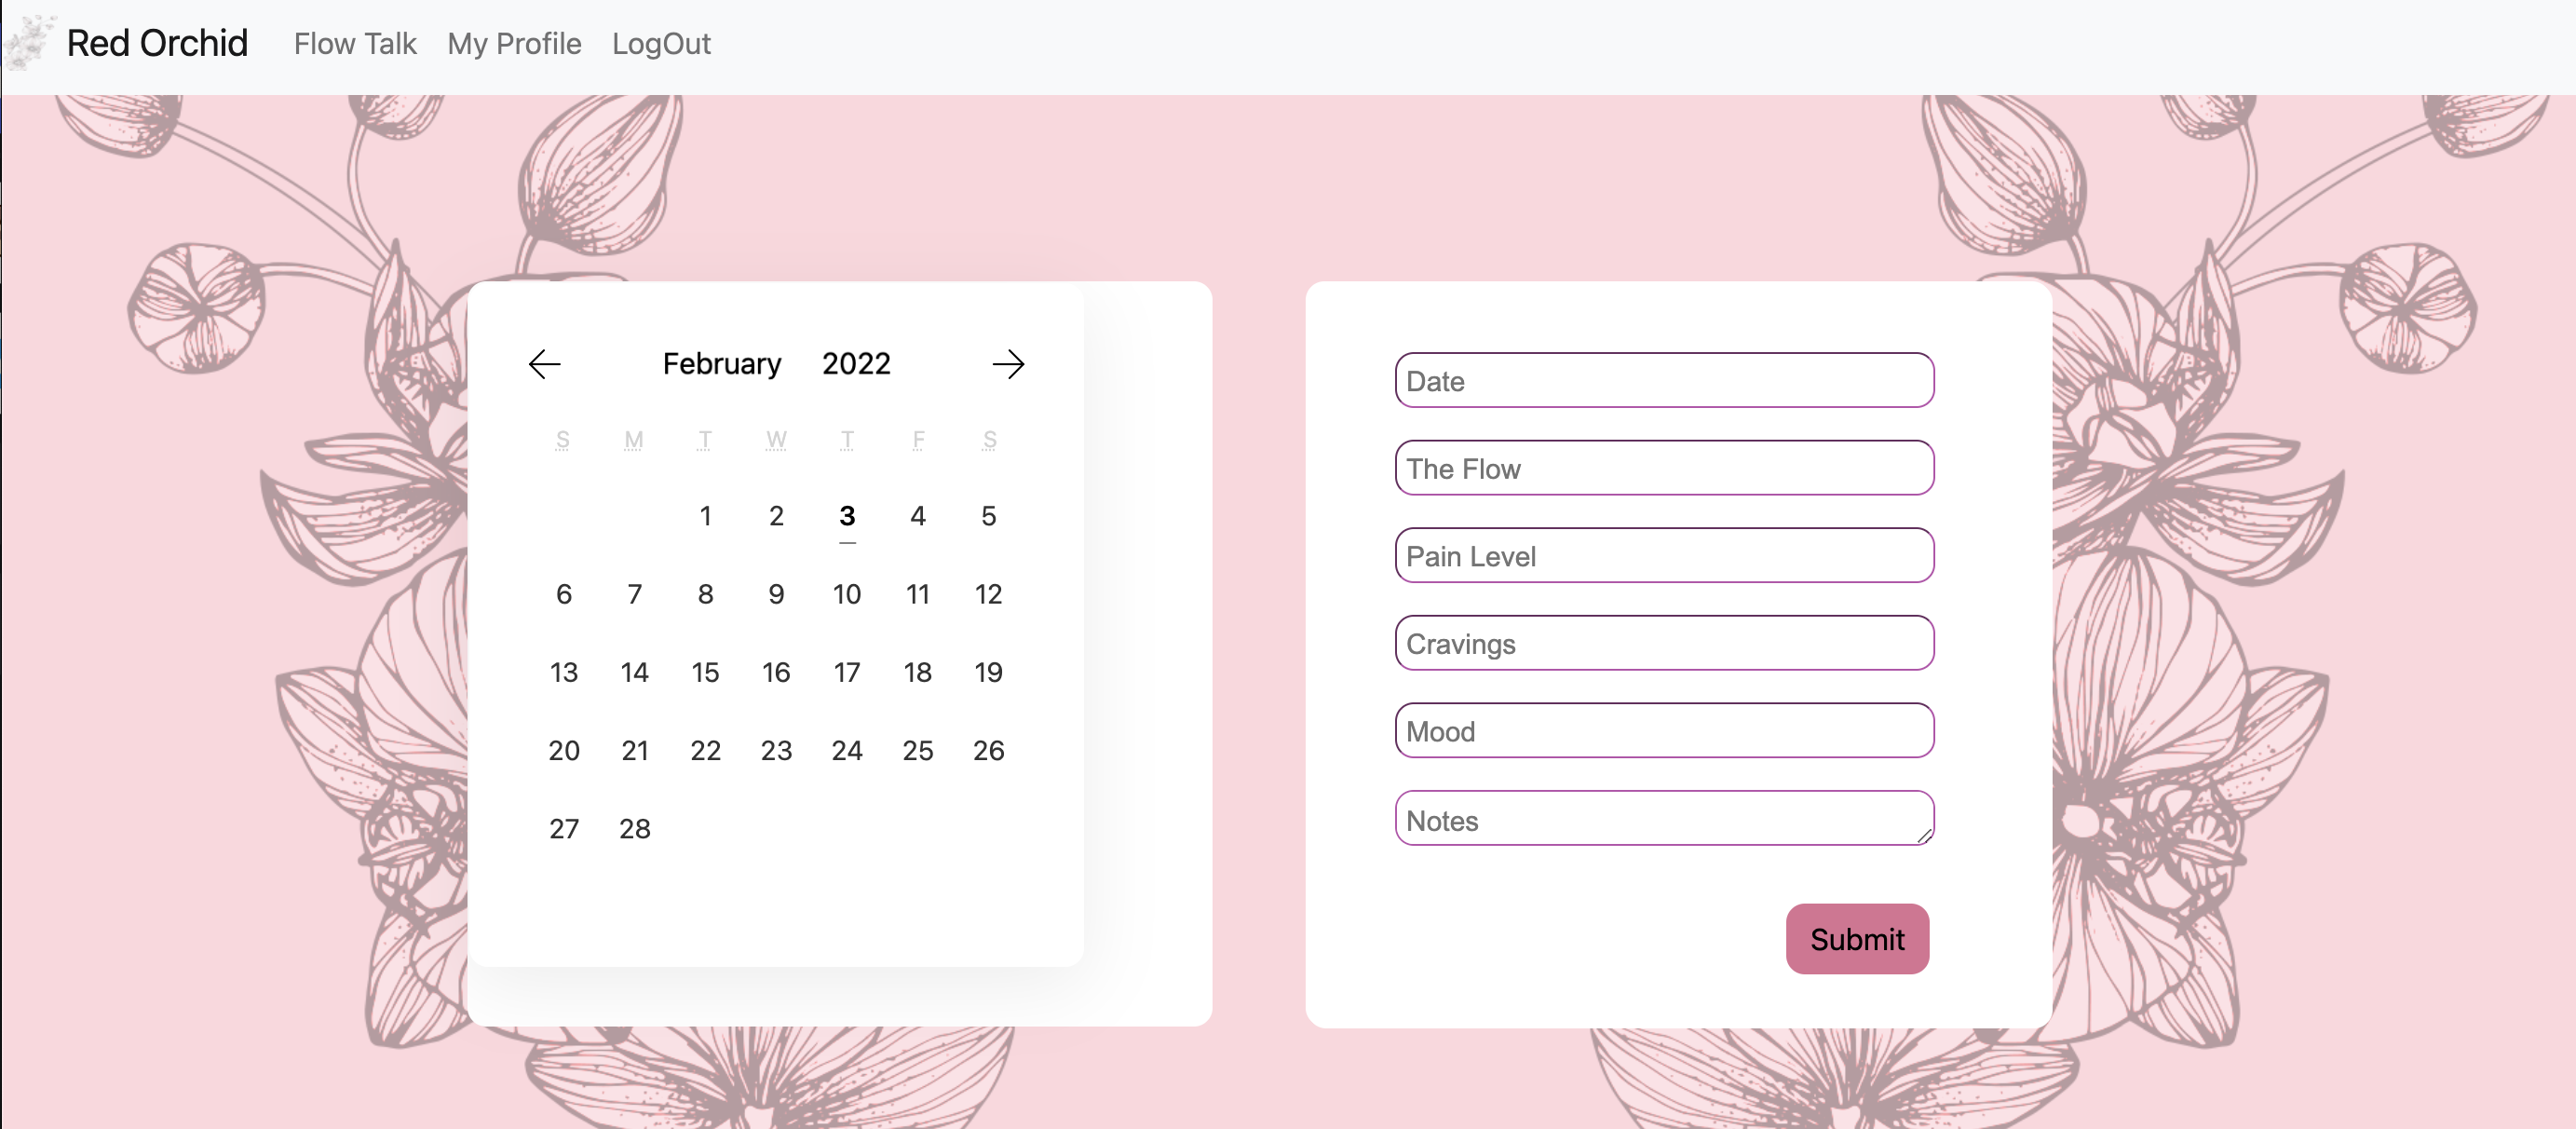 Red Orchid Flow Talk My Profile LogOut
February 2022
S M T W T F S
1 2 3 4 5
6 7 8 9 10 11 12
13 14 15 16 17 18 19
20 21 22 23 24 25 26
27 28
Date
The Flow
Pain Level
Cravings
Mood
Notes
Submit